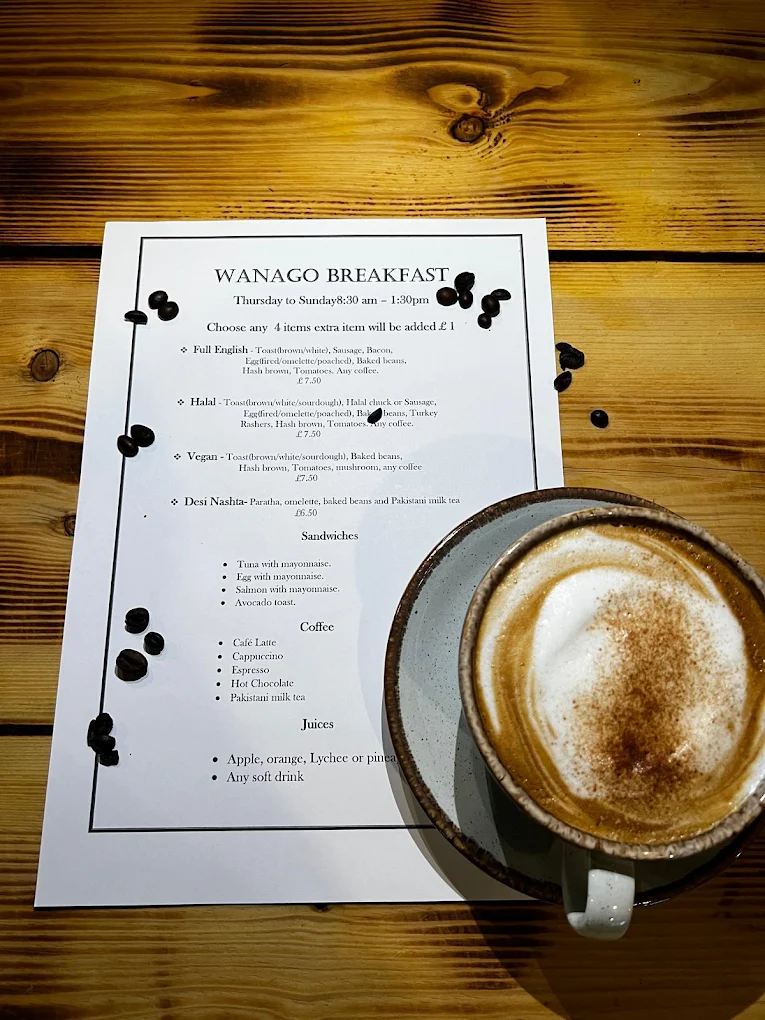 WANAGO BREAKFAST
Thursday to Sunday8:30 am – 1:30pm
Choose any 4 items extra item will be added £ 1
❖ Full English - Toast(brown/white), Sausage, Bacon,
Egg(fired/omelette/poached), Baked beans,
Hash brown, Tomatoes. Any coffee.
£ 7.50
❖ Halal - Toast(brown/white/sourdough), Halal chuck or Sausage,
Egg(fired/omelette/poached), beans, Turkey
Rashers, Hash brown, Tomatoes. Any coffee.
£ 7.50
❖ Vegan - Toast(brown/white/sourdough), Baked beans,
Hash brown, Tomatoes, mushroom, any coffee
£7.50
❖ Desi Nashta- Paratha, omelette, baked beans and Pakistani milk tea
£6.50
Sandwiches
• Tuna with mayonnaise.
• Egg with mayonnaise.
• Salmon with mayonnaise.
• Avocado toast.
Coffee
• Café Latte
• Cappuccino
• Espresso
• Hot Chocolate
• Pakistani milk tea
Juices
• Apple, orange, Lychee or
• Any soft drink